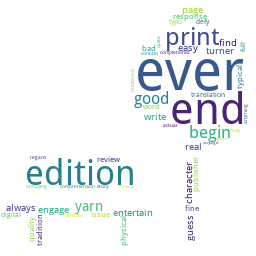 page
response
typo defy
print
bad easy find
turner
full
ever
typical
translation
good end
word
write
begin
actual
real
regard
review
edition
character
publisher
comprehension story
always
engage
yarn
issue entertain
fine
digital
quality
tradition
physical
guess